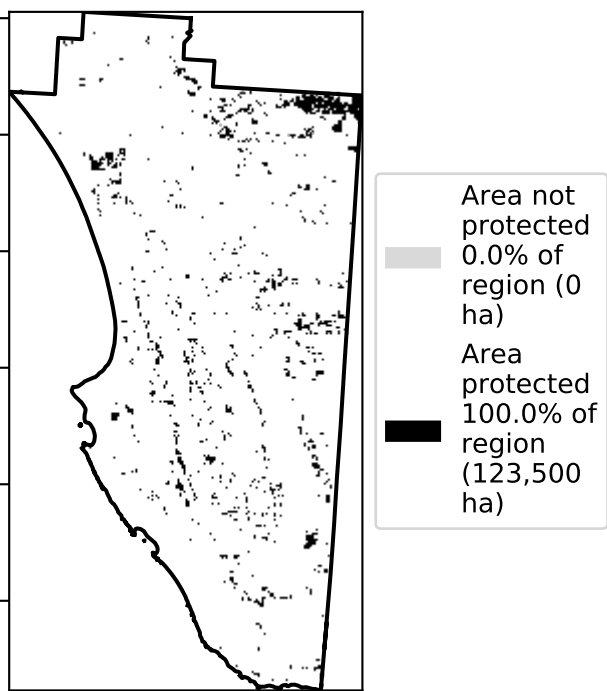 Area not
protected
0.0% of
region (0
ha)
Area
protected
100.0% of
region
(123,500
ha)